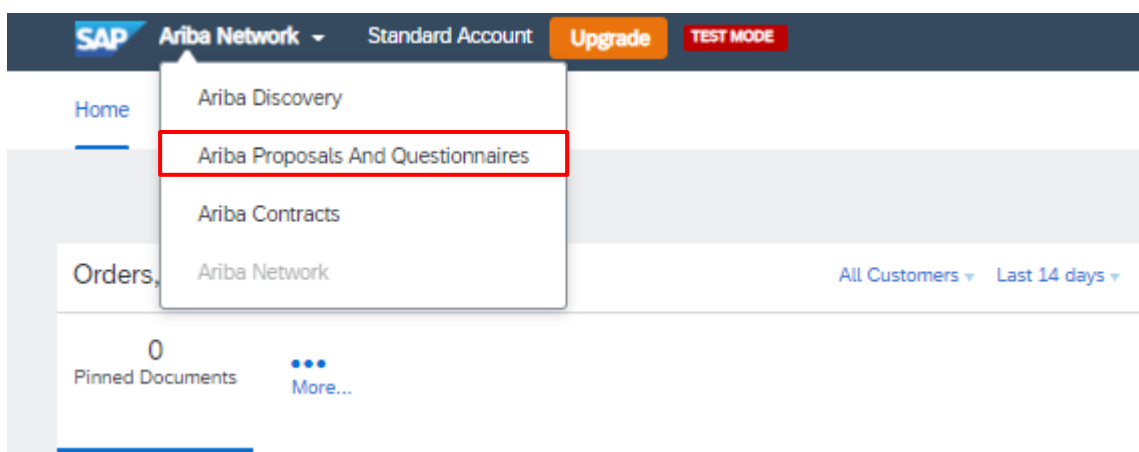 SAP Ariba Network Standard Account Upgrade TEST MODE
Home
Ariba Discovery
Ariba Proposals And Questionnaires
Ariba Contracts
Ariba Network
Orders,
All Customers Last 14 days
0
Pinned Documents
More...